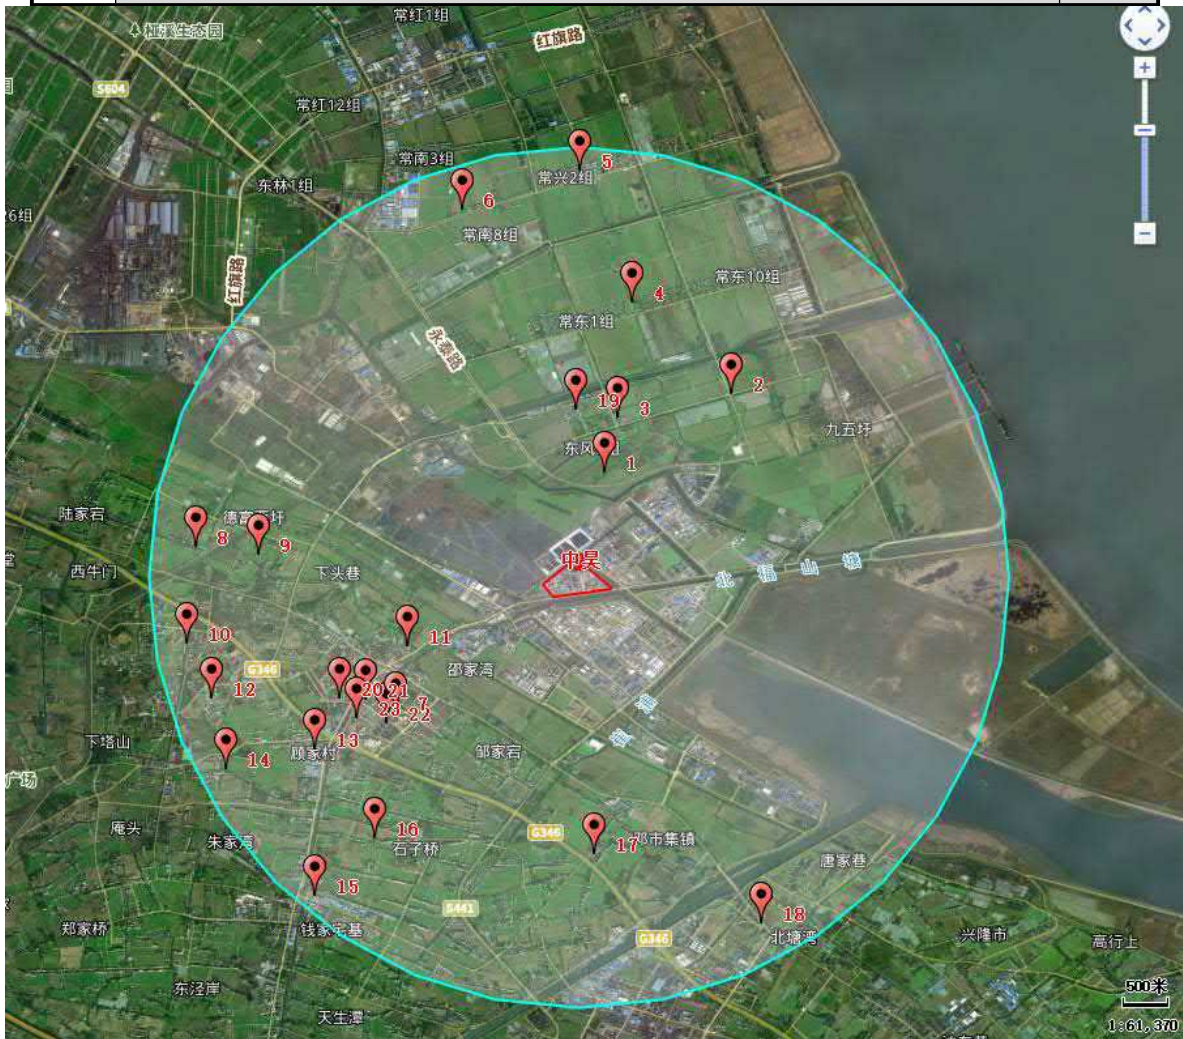 常红1组
桠溪生态园
红旗路
S604
常红12组
常南3组
5
常兴2组
东林1组
6
26组
常南8组
红旗路
常东10组
4
常东1组
永泰路
2
19
3
九五圩
东风
组
1
陆家宕
德富
圩
8
9
西牛门
下头巷
中昊
北福山塘
10
11
G346
邵家湾
12
20
21
7
23
22
下塔山
13
顾家村
邹家宕
14
广场
庵头
16
G346
17
市集镇
朱家湾
石子桥
唐家巷
15
S441
18
郑家桥
钱家宅基
G346
北塘湾
兴隆市
高行上
东泾岸
500米
天生潭
1:61,370